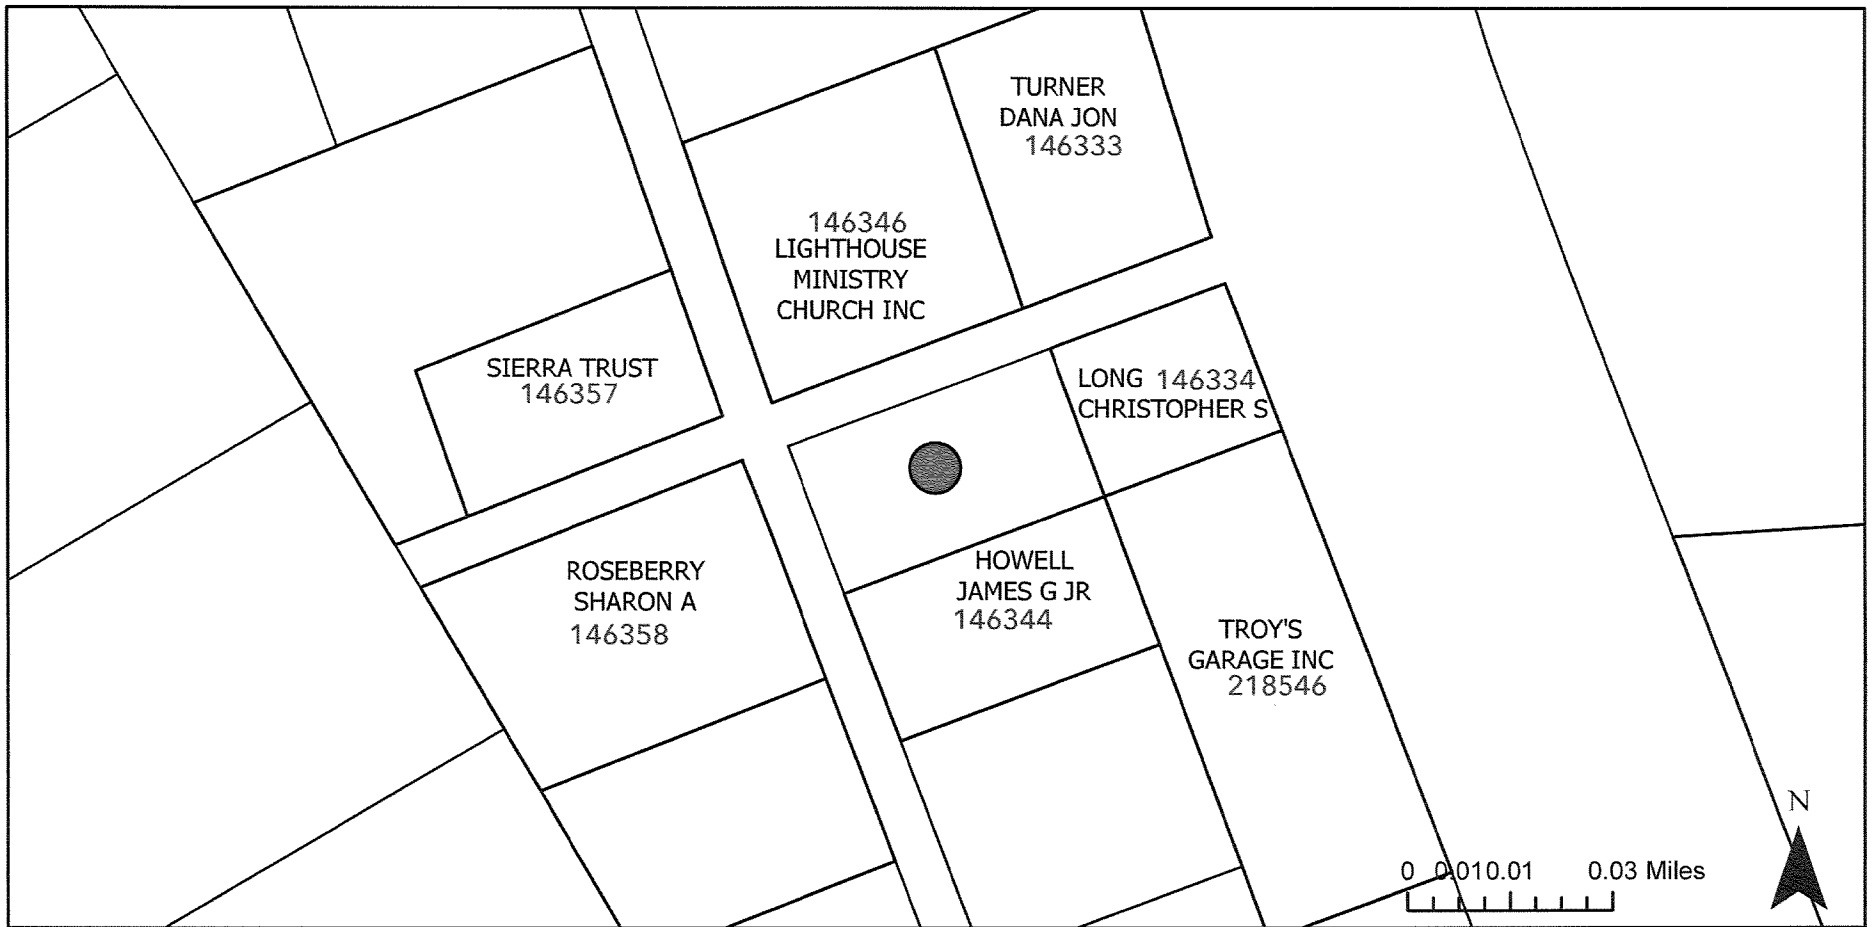 TURNER
DANA JON
146333
146346
LIGHTHOUSE
MINISTRY
CHURCH INC
SIERRA TRUST
146357
LONG 146334
CHRISTOPHER S
ROSEBERRY
SHARON A
146358
HOWELL
JAMES G JR
146344
TROY'S
GARAGE INC
218546
N
0 0.010.01 0.03 Miles